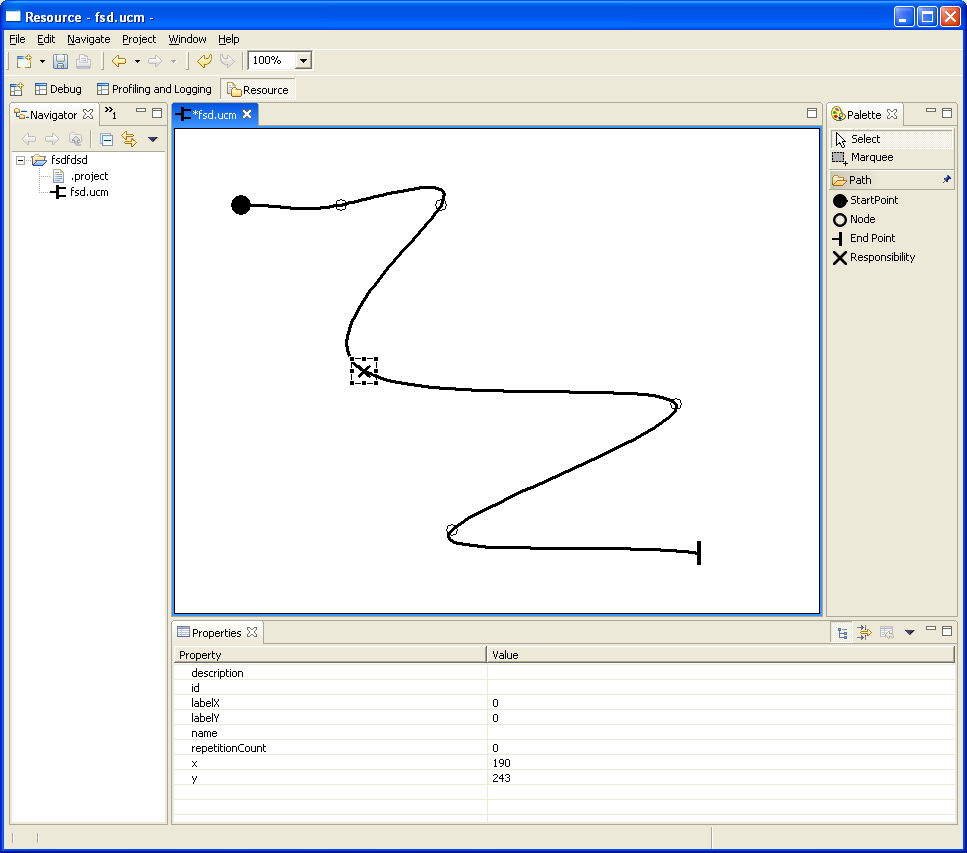 Resource - fsd.ucm -
File Edit Navigate Project Window Help
100%
Debug Profiling and Logging Resource
Navigator »1
*fsd.ucm
Palette
fsdfdsd
.project
fsd.ucm
Select
Marquee
Path
StartPoint
Node
End Point
Responsibility
Properties
Property Value
description
id
labelX 0
labelY 0
name
repetitionCount 0
x 190
y 243